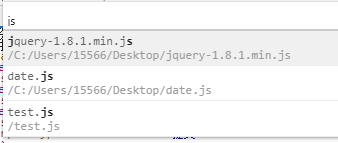 js
jquery-1.8.1.min.js
/C:/Users/15566/Desktop/jquery-1.8.1.min.js
date.js
/C:/Users/15566/Desktop/date.js
test.js
/test.js